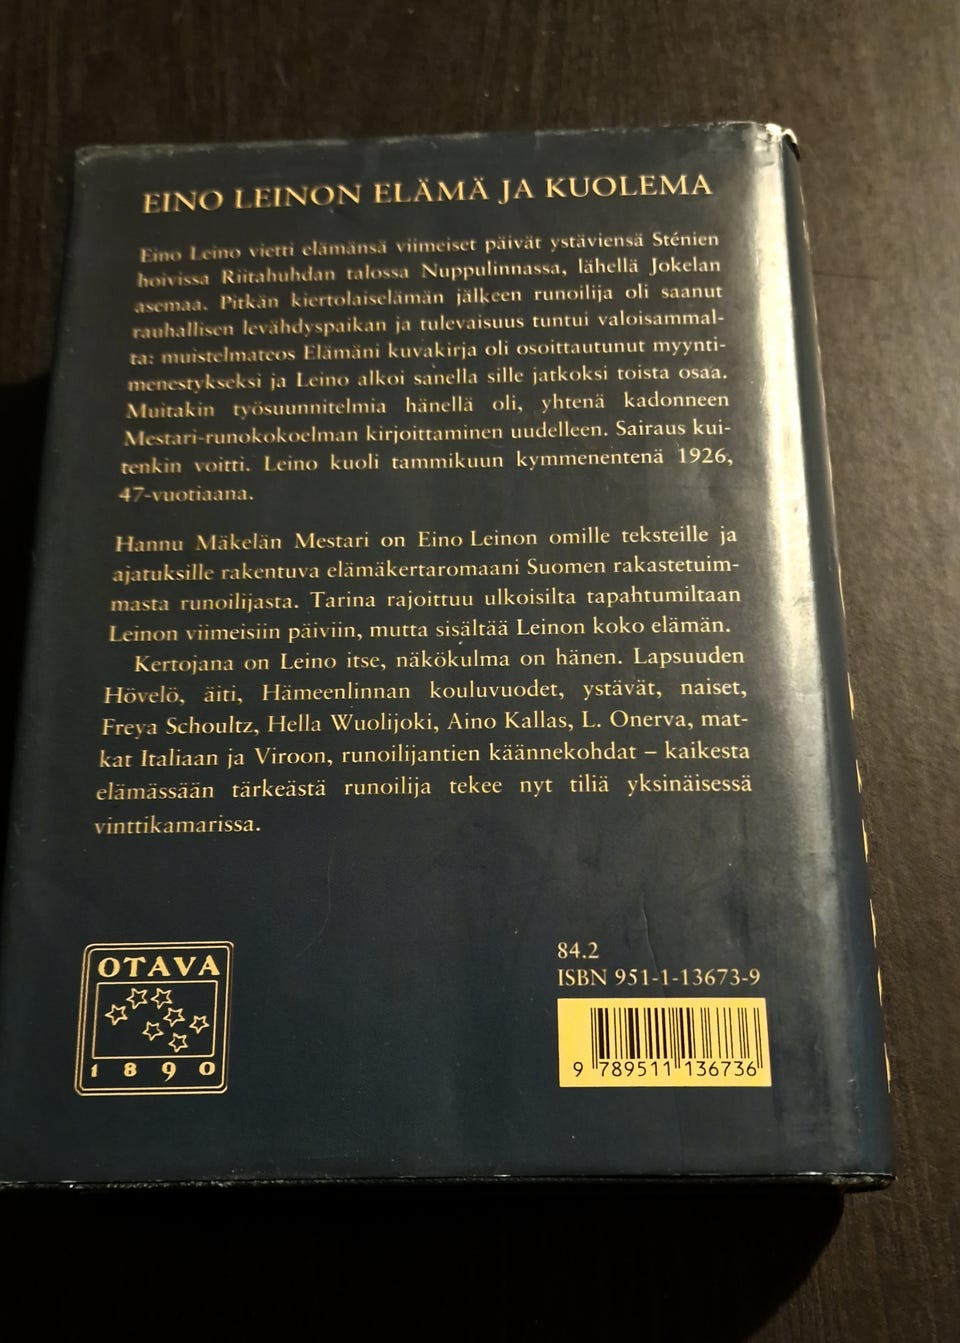 EINO LEINON ELÄMÄ JA KUOLEMA
Eino Leino vietti elämänsä viimeiset päivät ystäviensä Sténien
hoivissa Riitahuhdan talossa Nuppulinnassa, lähellä Jokelan
asemaa. Pitkän kiertolaiselämän jälkeen runoilija oli saanut
rauhallisen levähdyspaikan ja tulevaisuus tuntui valoisammal-
ta: muistelmateos Elämäni kuvakirja oli osoittautunut myynti-
menestykseksi ja Leino alkoi sanella sille jatkoksi toista osaa.
Muitakin työsuunnitelmia hänellä oli, yhtenä kadonneen
Mestari-runokokoelman kirjoittaminen uudelleen. Sairaus kui-
tenkin voitti. Leino kuoli tammikuun kymmenentenä 1926,
47-vuotiaana.
Hannu Mäkelän Mestari on Eino Leinon omille teksteille ja
ajatuksille rakentuva elämäkertaromaani Suomen rakastetuim-
masta runoilijasta. Tarina rajoittuu ulkoisilta tapahtumiltaan
Leinon viimeisiin päiviin, mutta sisältää Leinon koko elämän.
Kertojana on Leino itse, näkökulma on hänen. Lapsuuden
Hövelö, äiti, Hämeenlinnan kouluvuodet, ystävät, naiset,
Freya Schoultz, Hella Wuolijoki, Aino Kallas, L. Onerva, mat-
kat Italiaan ja Viroon, runoilijantien käännekohdat – kaikesta
elämässään tärkeästä runoilija tekee nyt tiliä yksinäisessä
vinttikamarissa.
OTAVA
1890
84.2
ISBN 951-1-13673-9
9 789511 136736